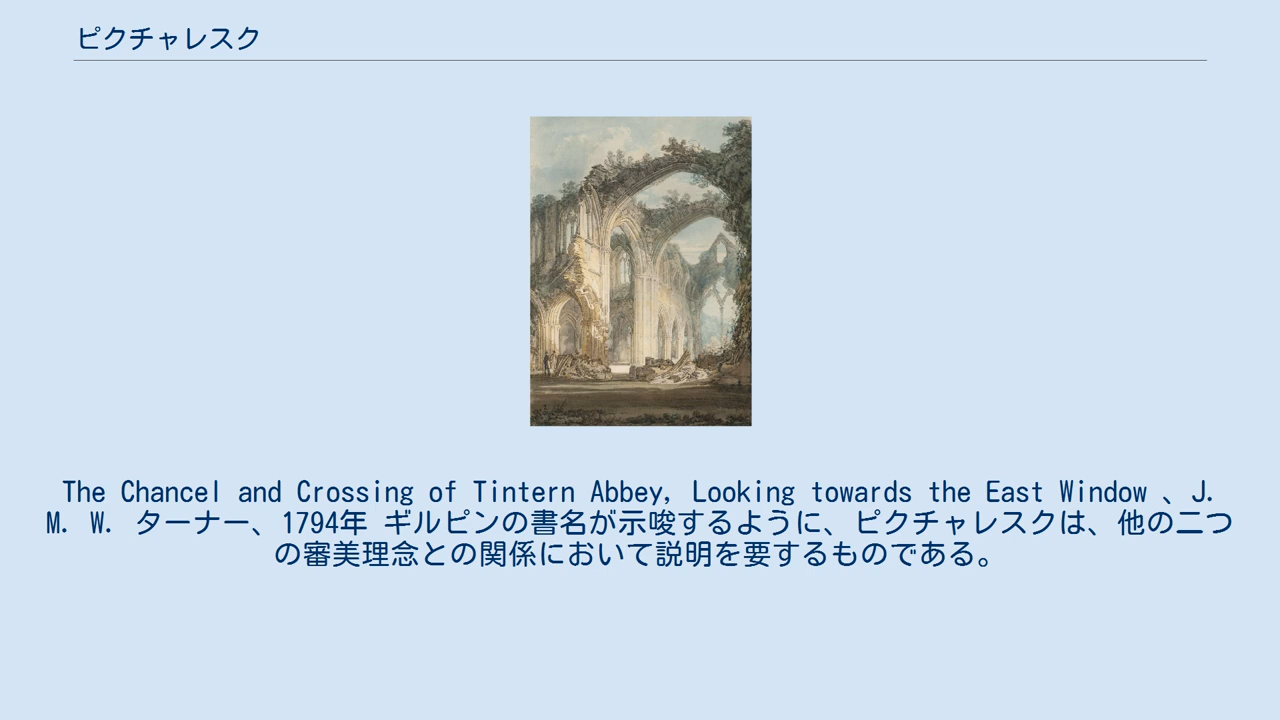 ピクチャレスク
The Chancel and Crossing of Tintern Abbey, Looking towards the East Window 、J.
M. W. ターナー、1794年 ギルピンの書名が示唆するように、ピクチャレスクは、他の二つ
の審美理念との関係において説明を要するものである。